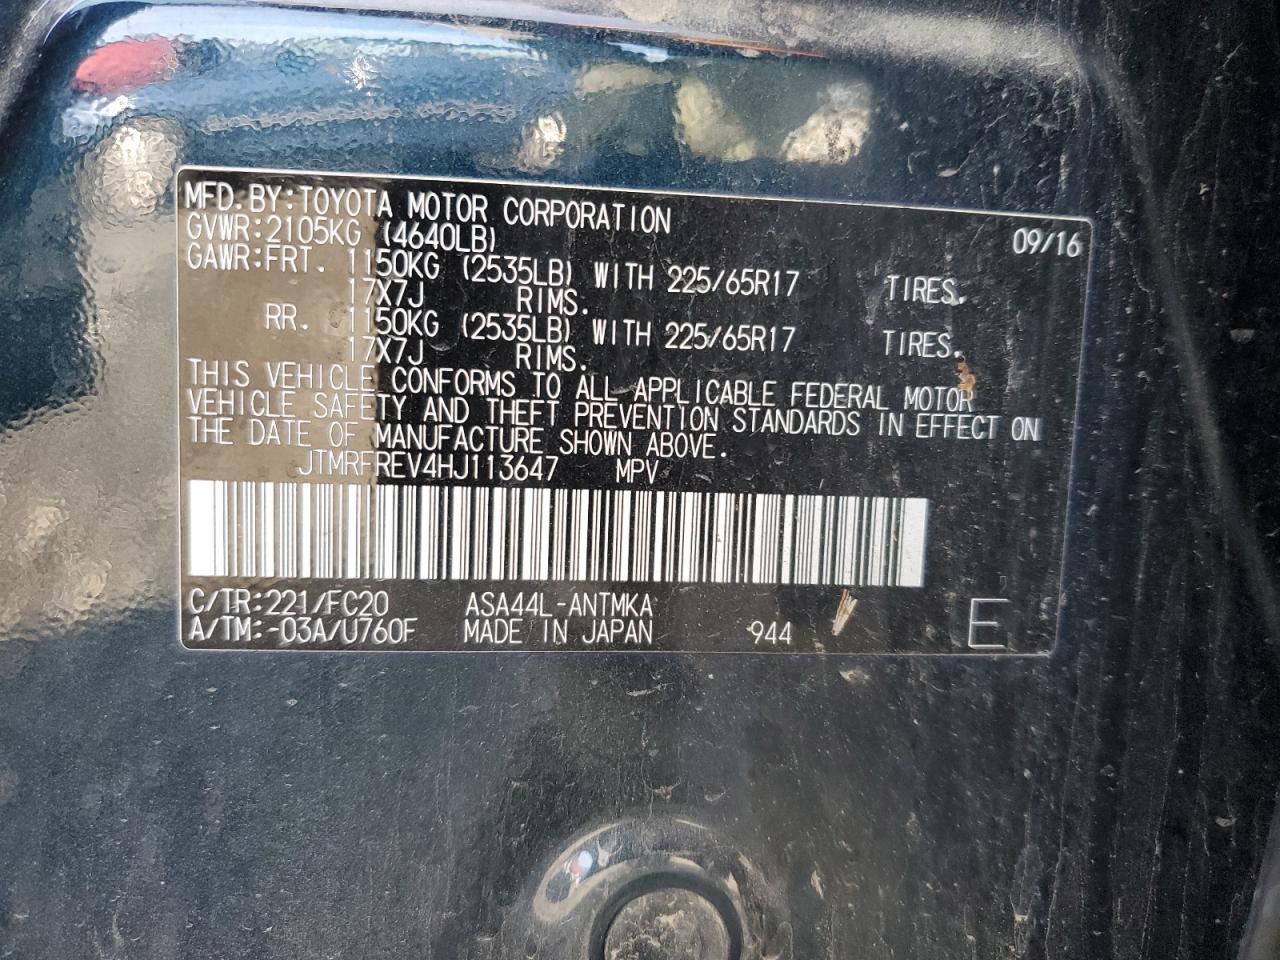 MFD.BY:TOYOTA MOTOR CORPORATION 09/16
GVWR:2105KG (4640LB)
GAWR:FRT. 1150KG (2535LB) WITH 225/65R17 TIRES.
17X7J RIMS.
RR. 1150KG (2535LB) WITH 225/65R17 TIRES.
17X7J RIMS.
THIS VEHICLE CONFORMS TO ALL APPLICABLE FEDERAL MOTOR
VEHICLE SAFETY AND THEFT PREVENTION STANDARDS IN EFFECT ON
THE DATE OF MANUFACTURE SHOWN ABOVE.
JTMRFREV4HJ113647 MPV
C/TR:221/FC20 ASA44L-ANTMKA
A/TM:-03A/U760F MADE IN JAPAN 944 E